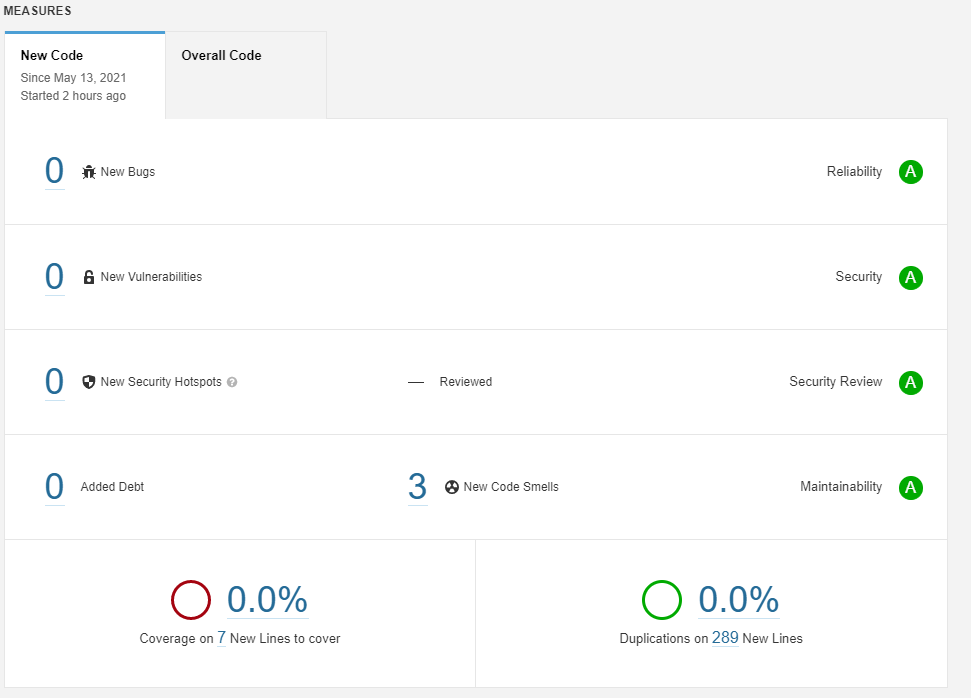 MEASURES
New Code
Since May 13, 2021
Started 2 hours ago
Overall Code
0 New Bugs
Reliability A
0 New Vulnerabilities
Security A
0 New Security Hotspots ?
— Reviewed
Security Review A
0 Added Debt
3 New Code Smells
Maintainability A
0.0%
Coverage on 7 New Lines to cover
0.0%
Duplications on 289 New Lines